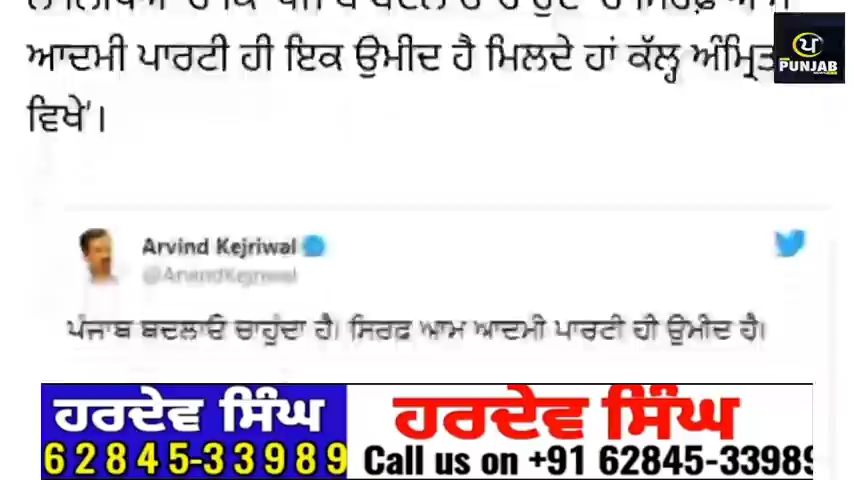 ਆਦਮੀ ਪਾਰਟੀ ਹੀ ਇਕ ਉਮੀਦ ਹੈ ਮਿਲਦੇ ਹਾਂ ਕੱਲ੍ਹ
ਵਿਖੇ'।
PUNJAB
Arvind Kejriwal
@ArvindKejriwal
ਪੰਜਾਬ ਬਦਲਾਓ ਚਾਹੁੰਦਾ ਹੈ। ਸਿਰਫ਼ ਆਮ ਆਦਮੀ ਪਾਰਟੀ ਹੀ ਉਮੀਦ ਹੈ।
ਹਰਦੇਵ ਸਿੰਘ ਹਰਦੇਵ ਸਿੰਘ
62845-33989 Call us on +91 62845-33989